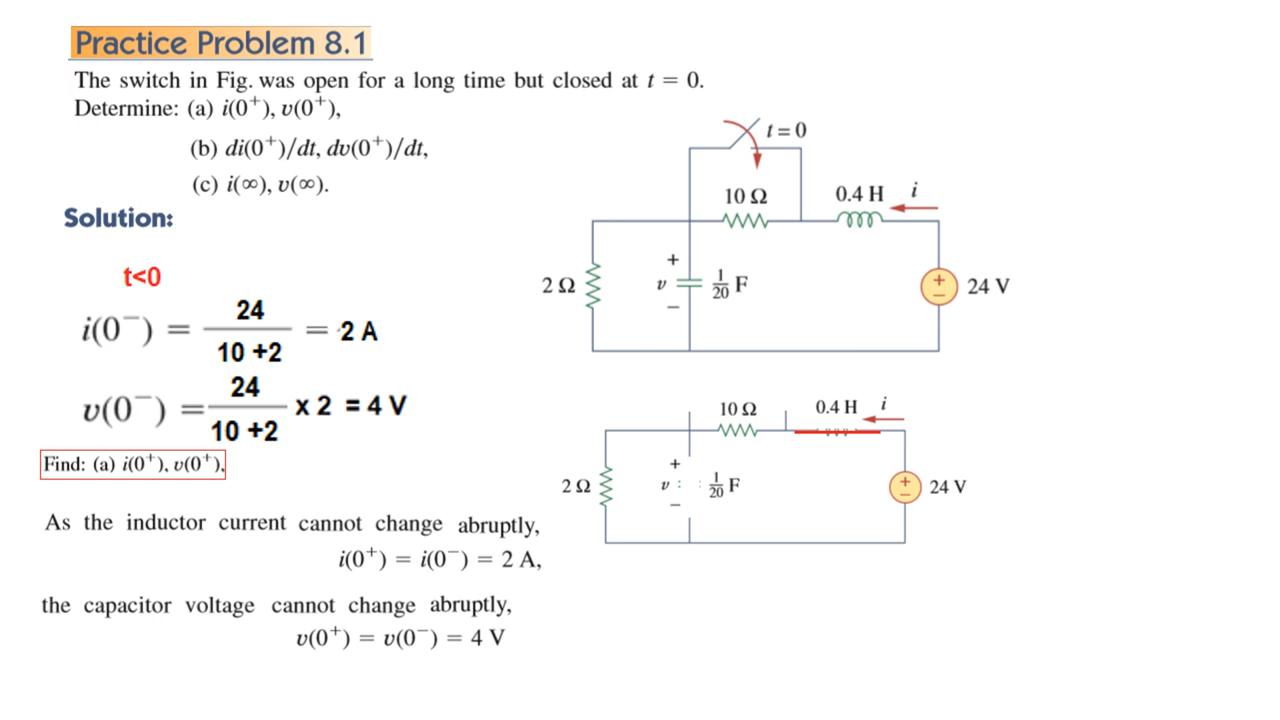 Practice Problem 8.1
The switch in Fig. was open for a long time but closed at t = 0.
Determine: (a) i(0⁺), v(0⁺),
(b) di(0⁺)/dt, dv(0⁺)/dt,
(c) i(∞), v(∞).
Solution:
t<0
i(0⁻) = 24 / 10 +2 = 2 A
v(0⁻) = 24 / 10 +2 x 2 = 4 V
Find: (a) i(0⁺), v(0⁺),
As the inductor current cannot change abruptly,
i(0⁺) = i(0⁻) = 2 A,
the capacitor voltage cannot change abruptly,
v(0⁺) = v(0⁻) = 4 V
t = 0
10 Ω
0.4 H
i
2 Ω
+
v
−
1/20 F
+
−
24 V
10 Ω
0.4 H
i
2 Ω
+
v
−
1/20 F
+
−
24 V